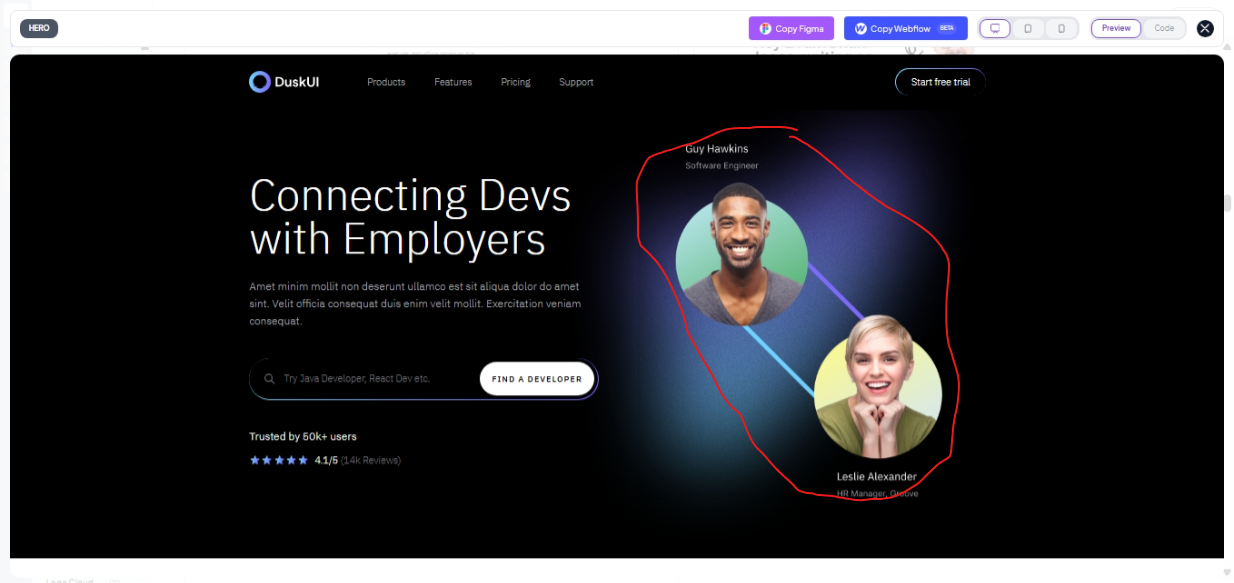 HERO
Copy Figma
Copy Webflow BETA
Preview
Code
DuskUI
Products
Features
Pricing
Support
Start free trial
Guy Hawkins
Software Engineer
Connecting Devs
with Employers
Amet minim mollit non deserunt ullamco est sit aliqua dolor do amet
sint. Velit officia consequat duis enim velit mollit. Exercitation veniam
consequat.
Try Java Developer, React Dev etc.
FIND A DEVELOPER
Trusted by 50k+ users
4.1/5 (14k Reviews)
Leslie Alexander
HR Manager, Groove